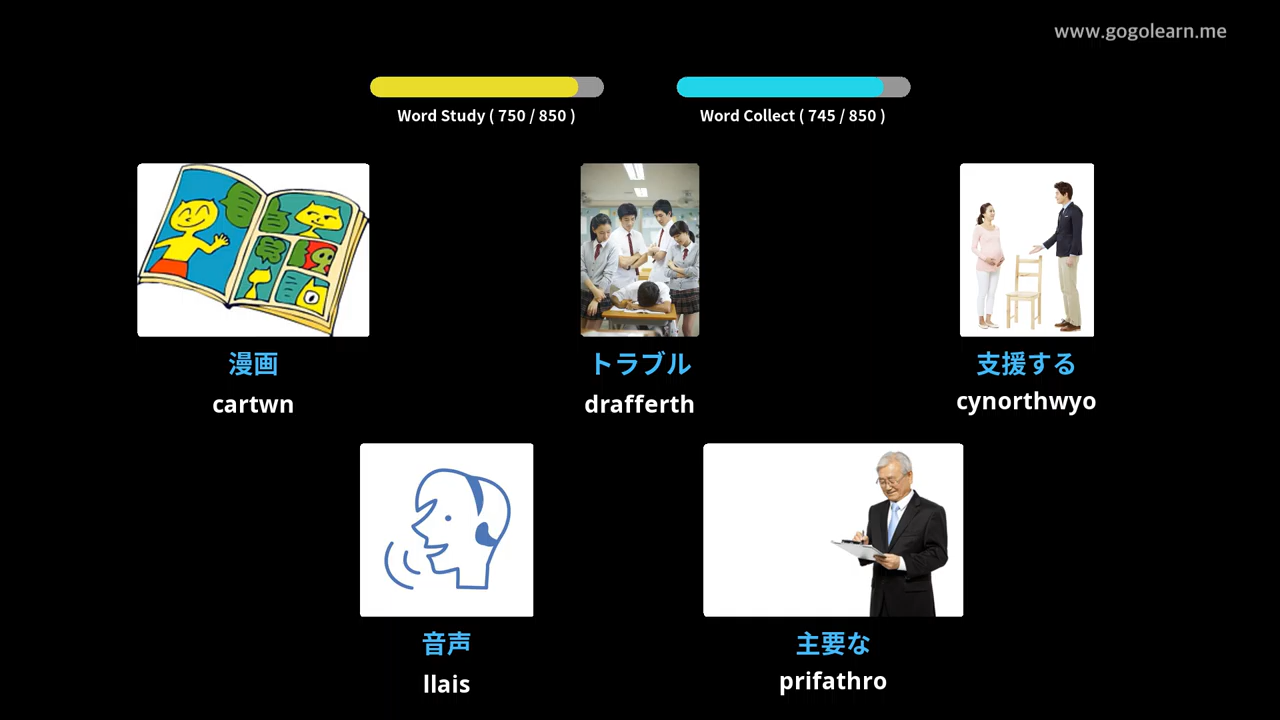 www.gogolearn.me
Word Study ( 750 / 850 )
Word Collect ( 745 / 850 )
漫画
cartwn
トラブル
drafferth
支援する
cynorthwyo
音声
llais
主要な
prifathro